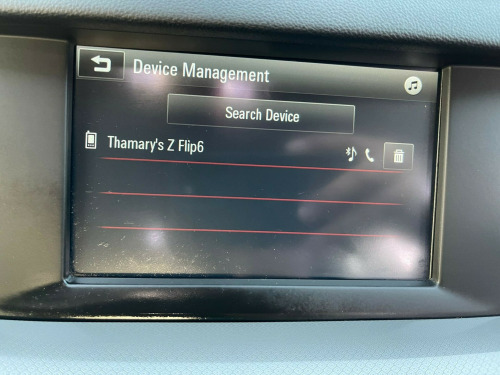 Device Management
Search Device
Thamary's Z Flip6